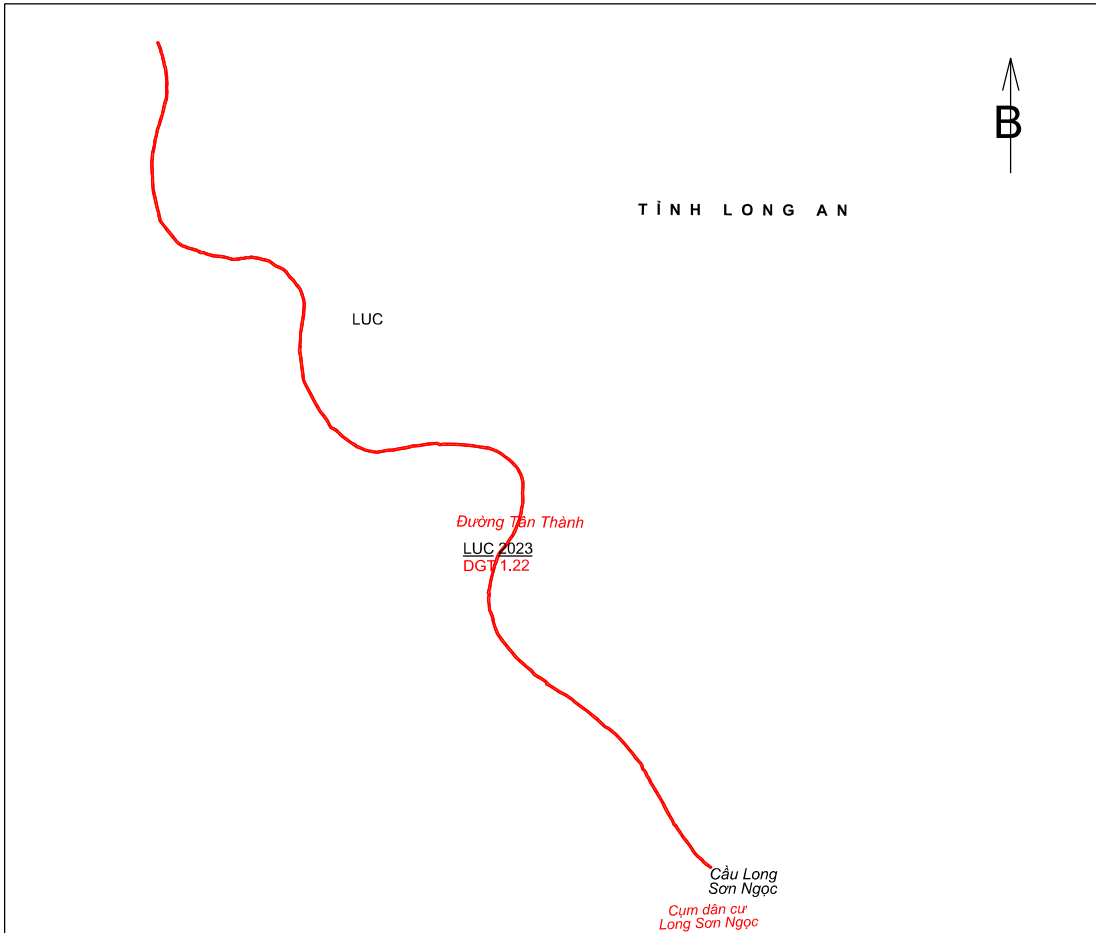 B
TỈNH LONG AN
LUC
Đường Tân Thành
LUC 2023
DGT 1.22
Cầu Long
Sơn Ngọc
Cụm dân cư
Long Sơn Ngọc